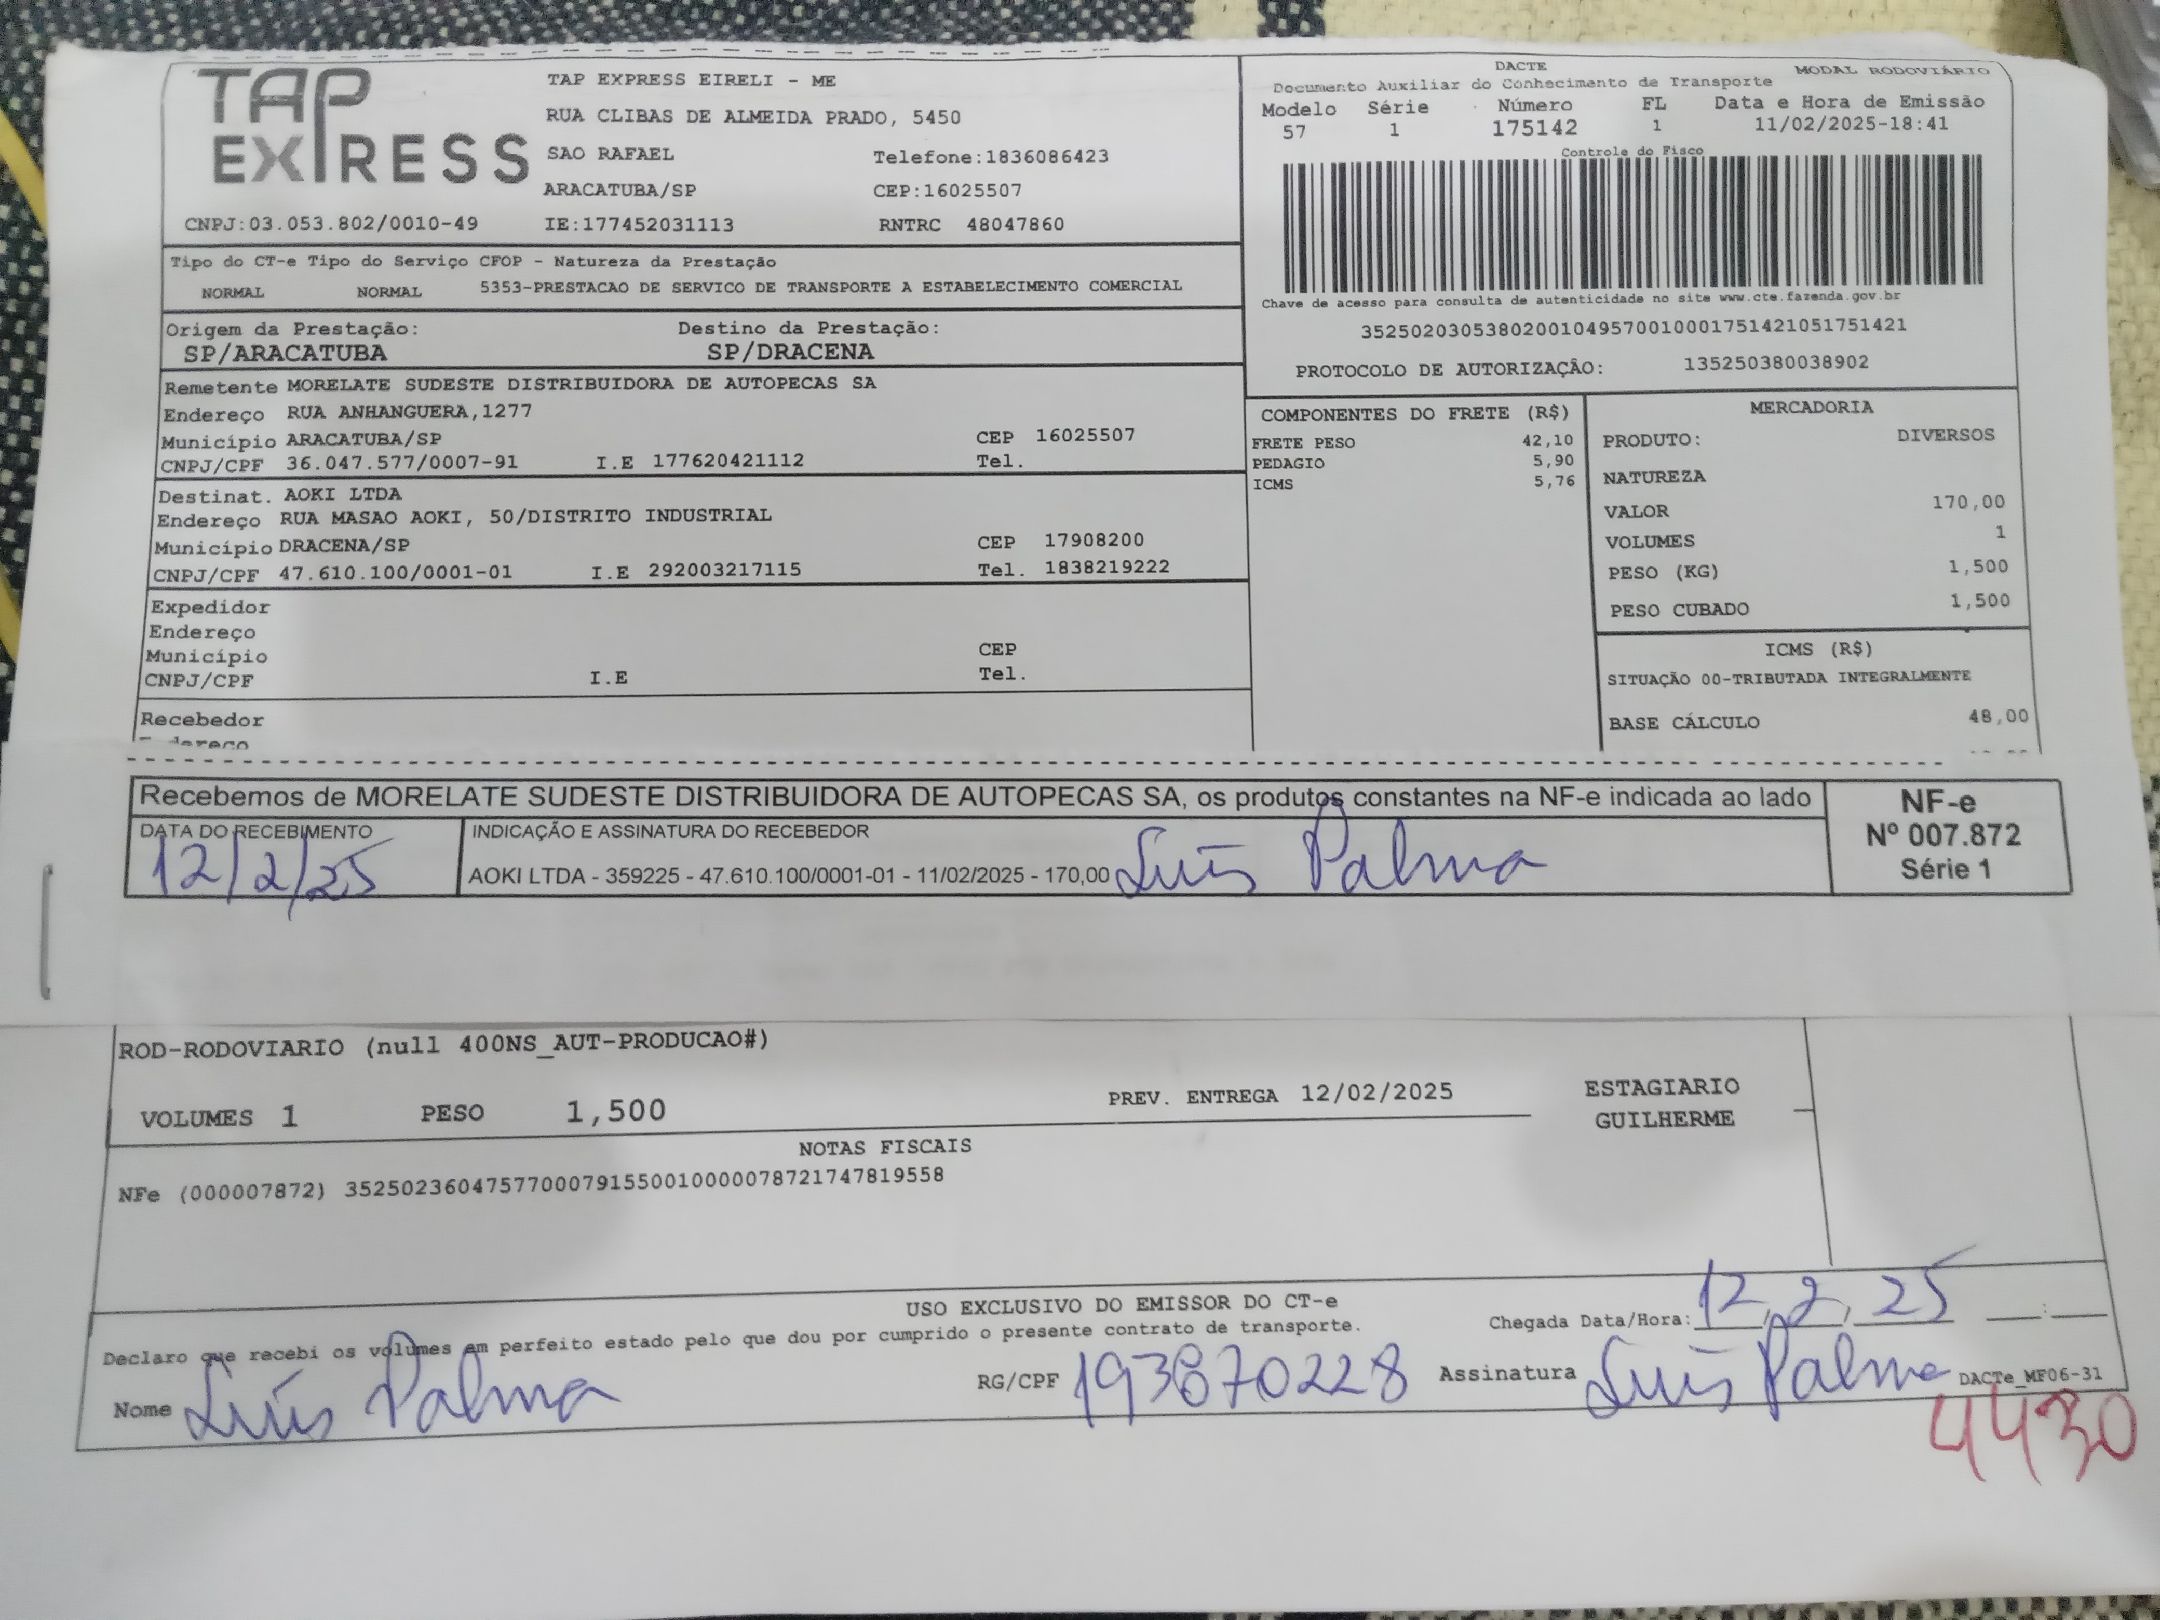 TAP EXPRESS
TAP EXPRESS EIRELI - ME
RUA CLIBAS DE ALMEIDA PRADO, 5450
SAO RAFAEL Telefone:1836086423
ARACATUBA/SP CEP:16025507
CNPJ:03.053.802/0010-49 IE:177452031113 RNTRC 48047860
DACTE MODAL RODOVIÁRIO
Documento Auxiliar do Conhecimento de Transporte
Modelo Série Número FL Data e Hora de Emissão
57 1 175142 1 11/02/2025-18:41
Controle do Fisco
Chave de acesso para consulta de autenticidade no site www.cte.fazenda.gov.br
35250203053802001049570010001751421051751421
PROTOCOLO DE AUTORIZAÇÃO: 135250380038902
Tipo do CT-e Tipo do Serviço CFOP - Natureza da Prestação
NORMAL NORMAL 5353-PRESTACAO DE SERVICO DE TRANSPORTE A ESTABELECIMENTO COMERCIAL
Origem da Prestação: Destino da Prestação:
SP/ARACATUBA SP/DRACENA
Remetente MORELATE SUDESTE DISTRIBUIDORA DE AUTOPECAS SA
Endereço RUA ANHANGUERA,1277
Município ARACATUBA/SP CEP 16025507
CNPJ/CPF 36.047.577/0007-91 I.E 177620421112 Tel.
Destinat. AOKI LTDA
Endereço RUA MASAO AOKI, 50/DISTRITO INDUSTRIAL
Município DRACENA/SP CEP 17908200
CNPJ/CPF 47.610.100/0001-01 I.E 292003217115 Tel. 1838219222
Expedidor
Endereço
Município CEP
CNPJ/CPF I.E Tel.
Recebedor
Endereço
COMPONENTES DO FRETE (R$)
FRETE PESO 42,10
PEDAGIO 5,90
ICMS 5,76
MERCADORIA
PRODUTO: DIVERSOS
NATUREZA
VALOR 170,00
VOLUMES 1
PESO (KG) 1,500
PESO CUBADO 1,500
ICMS (R$)
SITUAÇÃO 00-TRIBUTADA INTEGRALMENTE
BASE CÁLCULO 48,00
Recebemos de MORELATE SUDESTE DISTRIBUIDORA DE AUTOPECAS SA, os produtos constantes na NF-e indicada ao lado
DATA DO RECEBIMENTO INDICAÇÃO E ASSINATURA DO RECEBEDOR
12/2/25 AOKI LTDA - 359225 - 47.610.100/0001-01 - 11/02/2025 - 170,00 Luís Palma
NF-e
Nº 007.872
Série 1
ROD-RODOVIARIO (null 400NS_AUT-PRODUCAO#)
VOLUMES 1 PESO 1,500 PREV. ENTREGA 12/02/2025
ESTAGIARIO
GUILHERME
NOTAS FISCAIS
NFe (000007872) 35250236047577000791550010000078721747819558
USO EXCLUSIVO DO EMISSOR DO CT-e
Declaro que recebi os volumes em perfeito estado pelo que dou por cumprido o presente contrato de transporte.
Chegada Data/Hora: 12/2/25 __:__
Nome Luís Palma RG/CPF 193870228 Assinatura Luís Palma DACTe_MF06-31
4430